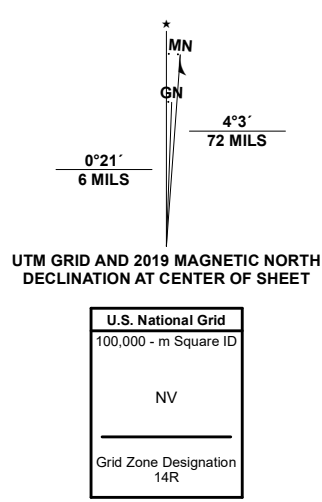 ★
MN
GN
4°3´
72 MILS
0°21´
6 MILS
UTM GRID AND 2019 MAGNETIC NORTH
DECLINATION AT CENTER OF SHEET
U.S. National Grid
100,000 - m Square ID
NV
Grid Zone Designation
14R